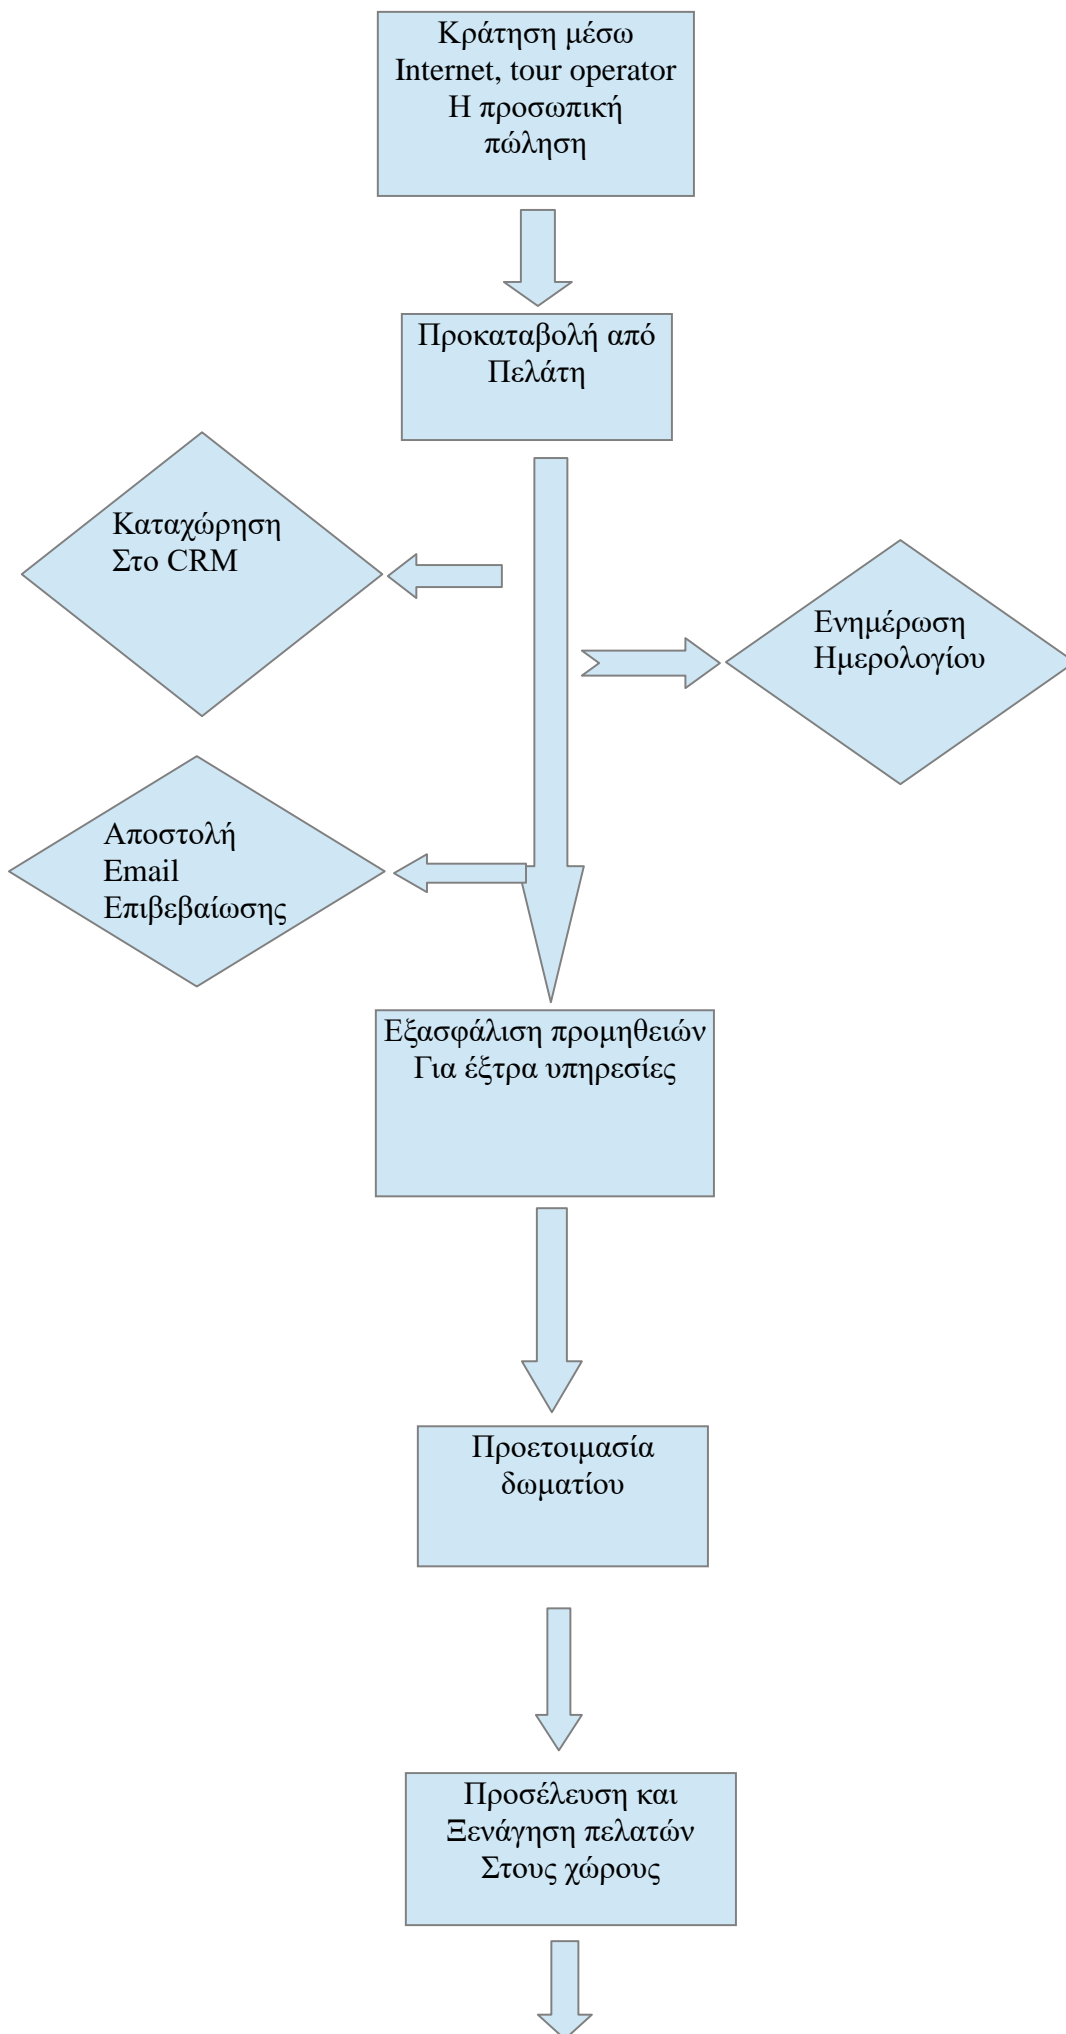 Κράτηση μέσω
Internet, tour operator
Η προσωπική
πώληση
Προκαταβολή από
Πελάτη
Καταχώρηση
Στο CRM
Ενημέρωση
Ημερολογίου
Αποστολή
Email
Επιβεβαίωσης
Εξασφάλιση προμηθειών
Για έξτρα υπηρεσίες
Προετοιμασία
δωματίου
Προσέλευση και
Ξενάγηση πελατών
Στους χώρους